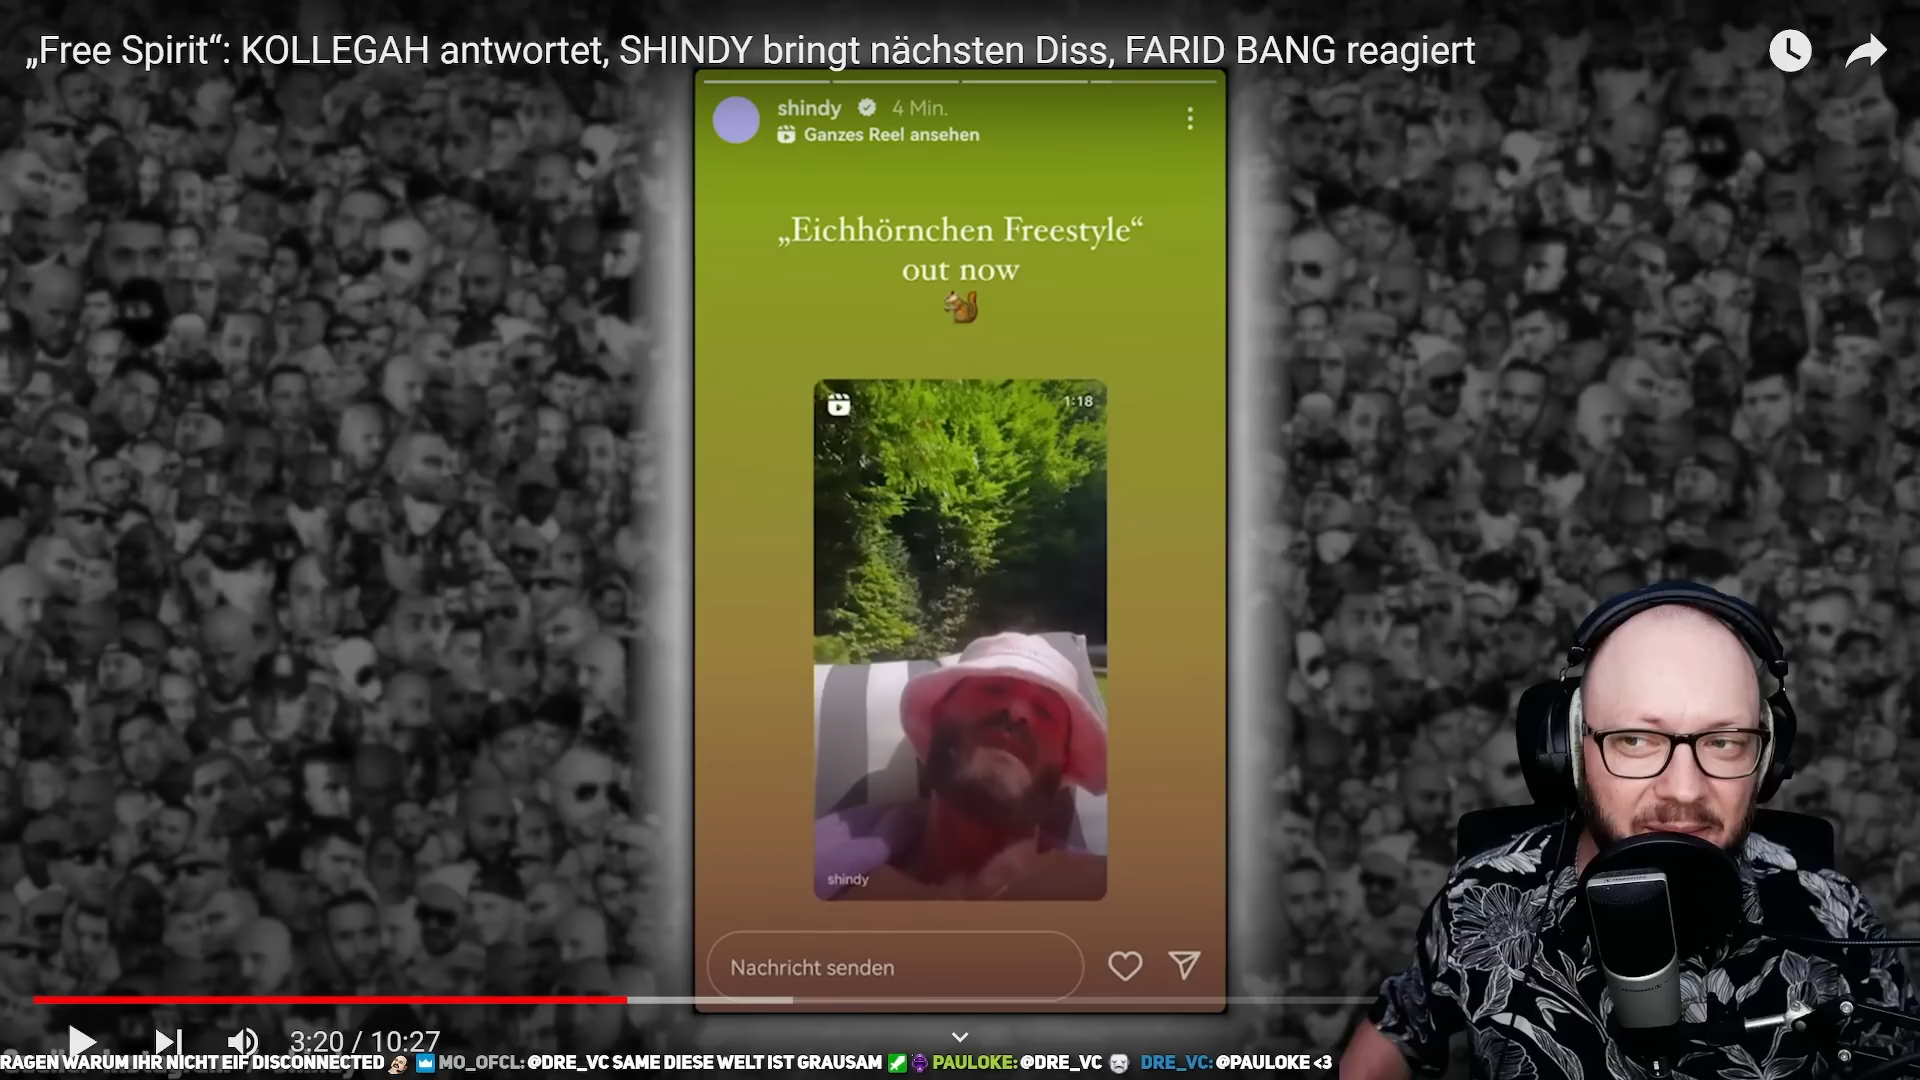 „Free Spirit“: KOLLEGAH antwortet, SHINDY bringt nächsten Diss, FARID BANG reagiert
shindy 4 Min.
Ganzes Reel ansehen
„Eichhörnchen Freestyle“
out now
1:18
shindy
Nachricht senden
3:20 / 10:27
RAGEN WARUM IHR NICHT EIF DISCONNECTED MO_OFCL: @DRE_VC SAME DIESE WELT IST GRAUSAM PAULOKE: @DRE_VC DRE_VC: @PAULOKE <3